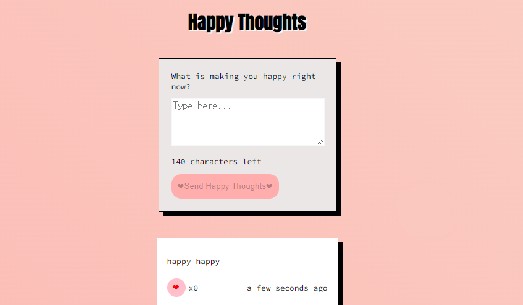 Happy Thoughts
What is making you happy right
now?
Type here...
140 characters left
❤Send Happy Thoughts❤
happy happy
❤ x0 a few seconds ago